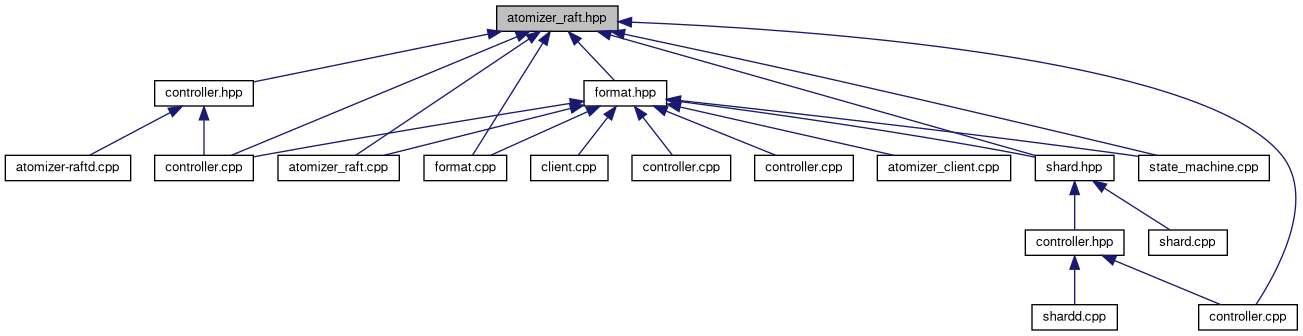 atomizer_raft.hpp
controller.hpp
format.hpp
atomizer-raftd.cpp
controller.cpp
atomizer_raft.cpp
format.cpp
client.cpp
controller.cpp
controller.cpp
atomizer_client.cpp
shard.hpp
state_machine.cpp
controller.hpp
shard.cpp
shardd.cpp
controller.cpp